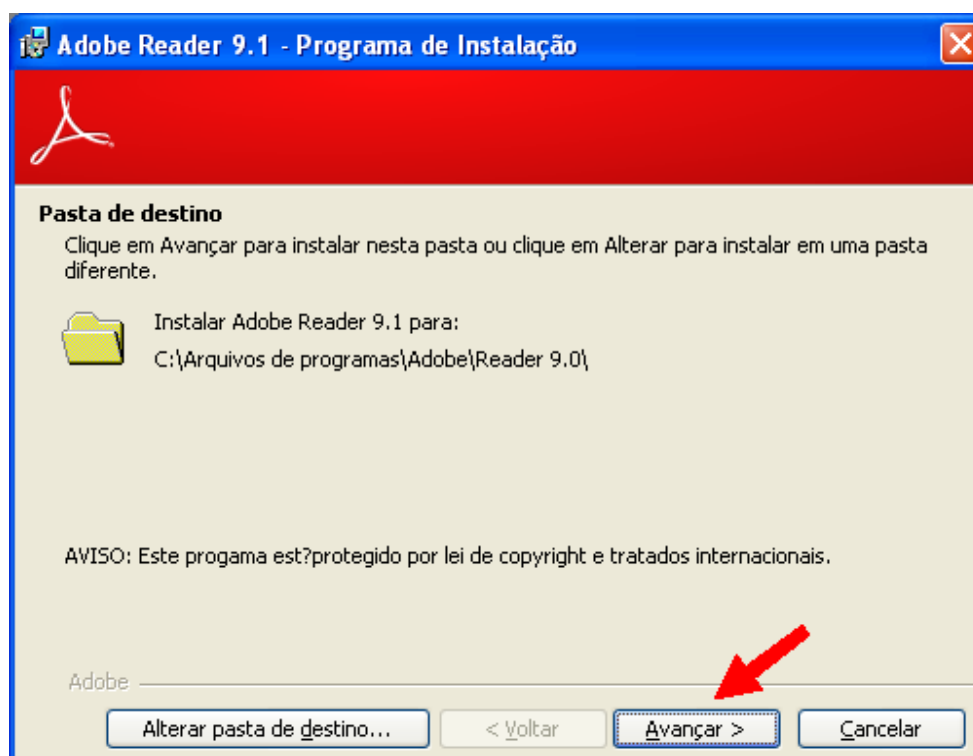 Adobe Reader 9.1 - Programa de Instalação
Pasta de destino
Clique em Avançar para instalar nesta pasta ou clique em Alterar para instalar em uma pasta
diferente.
Instalar Adobe Reader 9.1 para:
C:\Arquivos de programas\Adobe\Reader 9.0\
AVISO: Este progama est?protegido por lei de copyright e tratados internacionais.
Adobe
Alterar pasta de destino... < Voltar Avançar > Cancelar